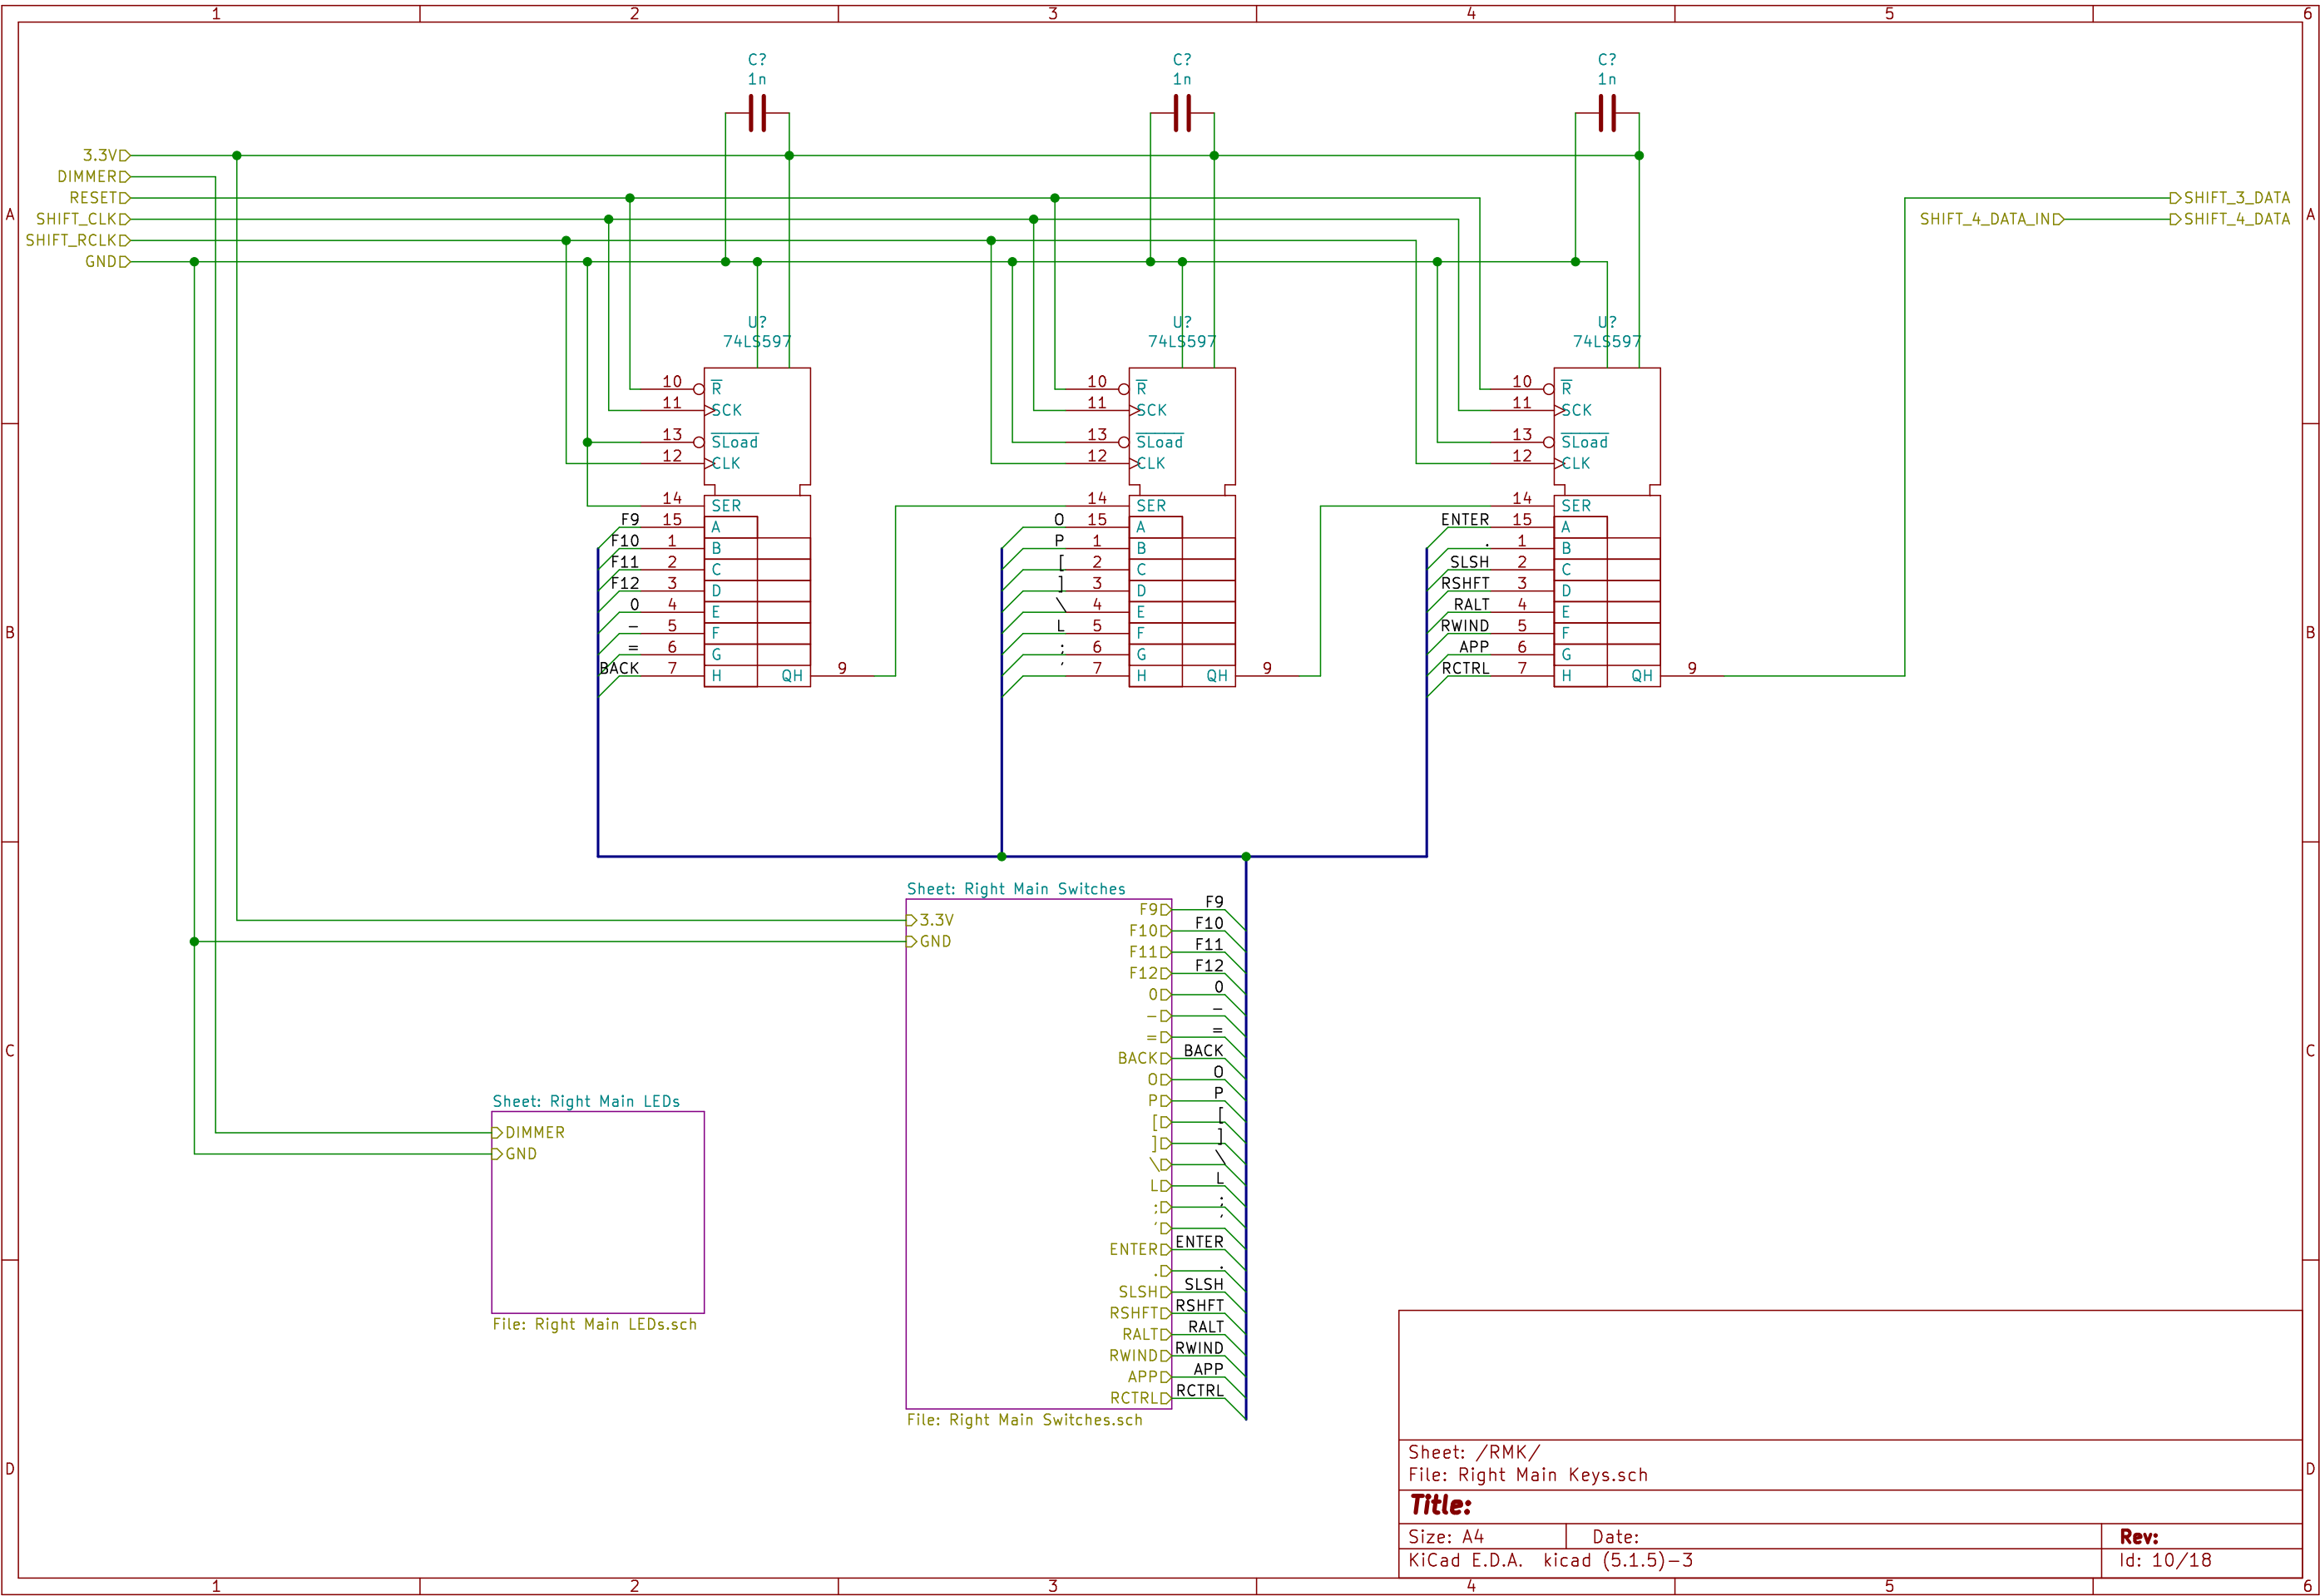 1 2 3 4 5 6
C? C? C?
1n 1n 1n
3.3V
DIMMER
RESET SHIFT_3_DATA
A SHIFT_CLK SHIFT_4_DATA_IN SHIFT_4_DATA A
SHIFT_RCLK
GND
U? U? U?
74LS597 74LS597 74LS597
10 R 10 R 10 R
11 SCK 11 SCK 11 SCK
13 SLoad 13 SLoad 13 SLoad
12 CLK 12 CLK 12 CLK
14 SER 14 SER 14 SER
F9 15 A O 15 A ENTER 15 A
F10 1 B P 1 B . 1 B
F11 2 C [ 2 C SLSH 2 C
F12 3 D ] 3 D RSHFT 3 D
0 4 E \ 4 E RALT 4 E
B - 5 F L 5 F RWIND 5 F B
= 6 G ; 6 G APP 6 G
BACK 7 H QH 9 ' 7 H QH 9 RCTRL 7 H QH 9
Sheet: Right Main Switches
3.3V
GND
F9 F9
F10 F10
F11 F11
F12 F12
0 0
- -
= =
C BACK BACK C
O O
P P
[ [
] ]
\ \
L L
; ;
' '
ENTER ENTER
. .
SLSH SLSH
RSHFT RSHFT
RALT RALT
RWIND RWIND
APP APP
RCTRL RCTRL
File: Right Main Switches.sch
Sheet: Right Main LEDs
DIMMER
GND
File: Right Main LEDs.sch
D D
Sheet: /RMK/
File: Right Main Keys.sch
Title:
Size: A4 Date: Rev:
KiCad E.D.A. kicad (5.1.5)-3 Id: 10/18
1 2 3 4 5 6